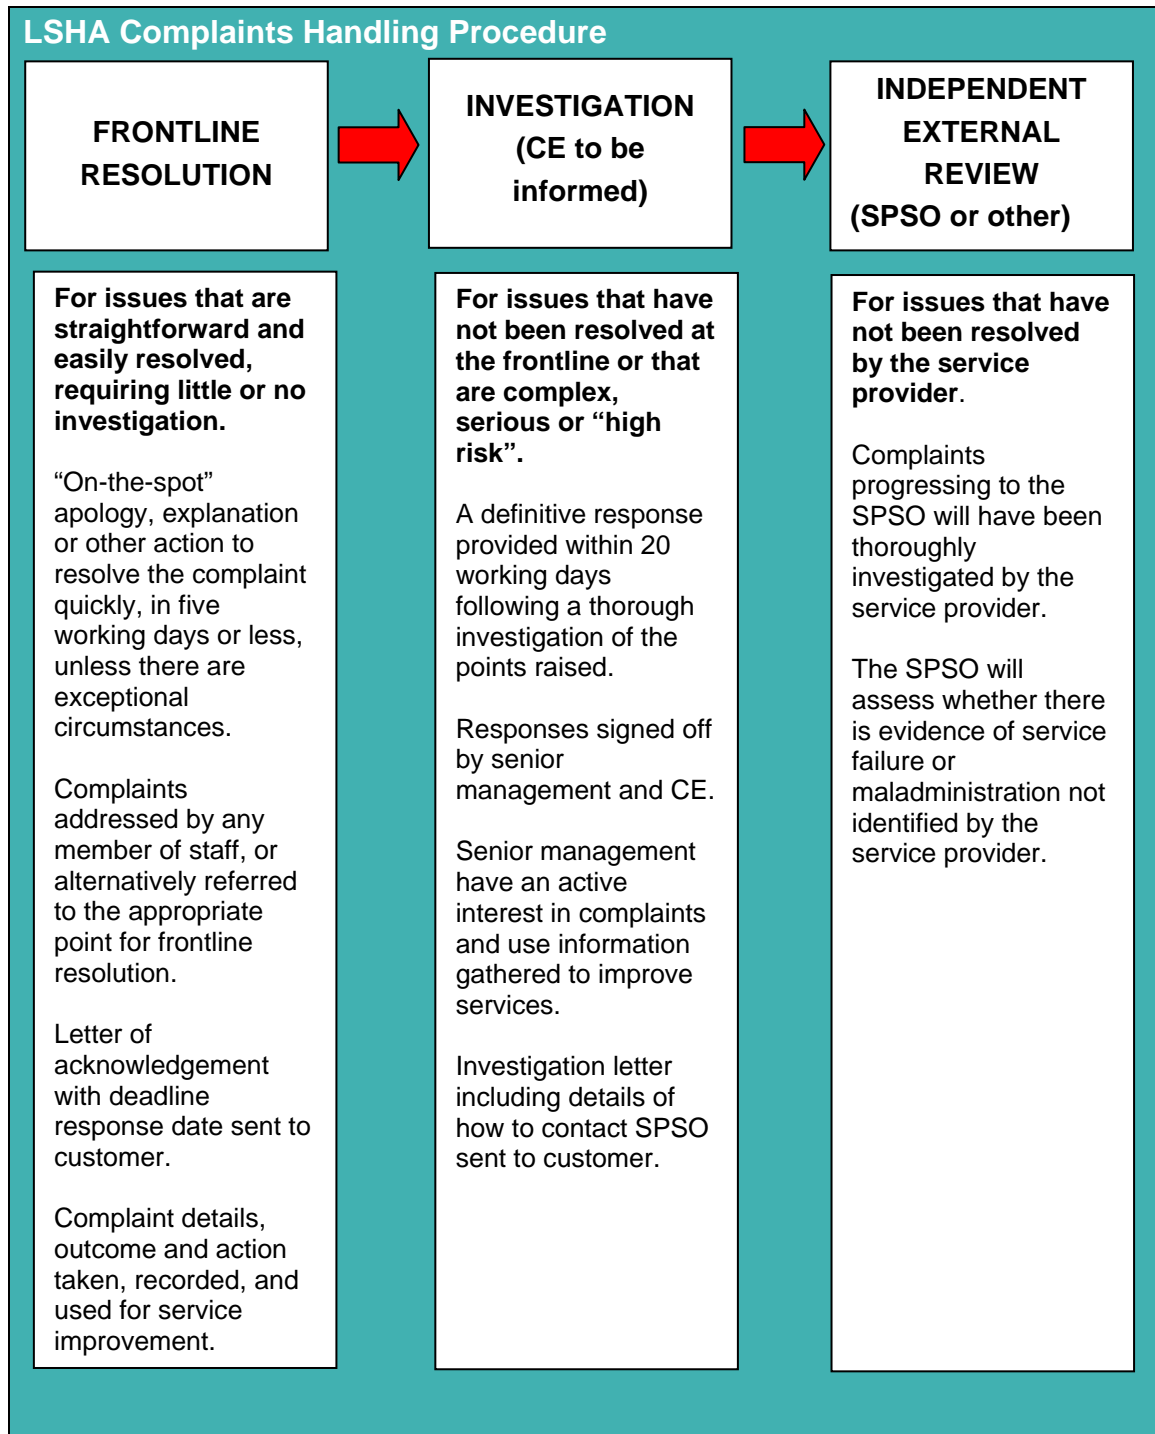 LSHA Complaints Handling Procedure
FRONTLINE
RESOLUTION
INVESTIGATION
(CE to be
informed)
INDEPENDENT
EXTERNAL
REVIEW
(SPSO or other)
For issues that are
straightforward and
easily resolved,
requiring little or no
investigation.
“On-the-spot”
apology, explanation
or other action to
resolve the complaint
quickly, in five
working days or less,
unless there are
exceptional
circumstances.
Complaints
addressed by any
member of staff, or
alternatively referred
to the appropriate
point for frontline
resolution.
Letter of
acknowledgement
with deadline
response date sent to
customer.
Complaint details,
outcome and action
taken, recorded, and
used for service
improvement.
For issues that have
not been resolved at
the frontline or that
are complex,
serious or “high
risk”.
A definitive response
provided within 20
working days
following a thorough
investigation of the
points raised.
Responses signed off
by senior
management and CE.
Senior management
have an active
interest in complaints
and use information
gathered to improve
services.
Investigation letter
including details of
how to contact SPSO
sent to customer.
For issues that have
not been resolved
by the service
provider.
Complaints
progressing to the
SPSO will have been
thoroughly
investigated by the
service provider.
The SPSO will
assess whether there
is evidence of service
failure or
maladministration not
identified by the
service provider.